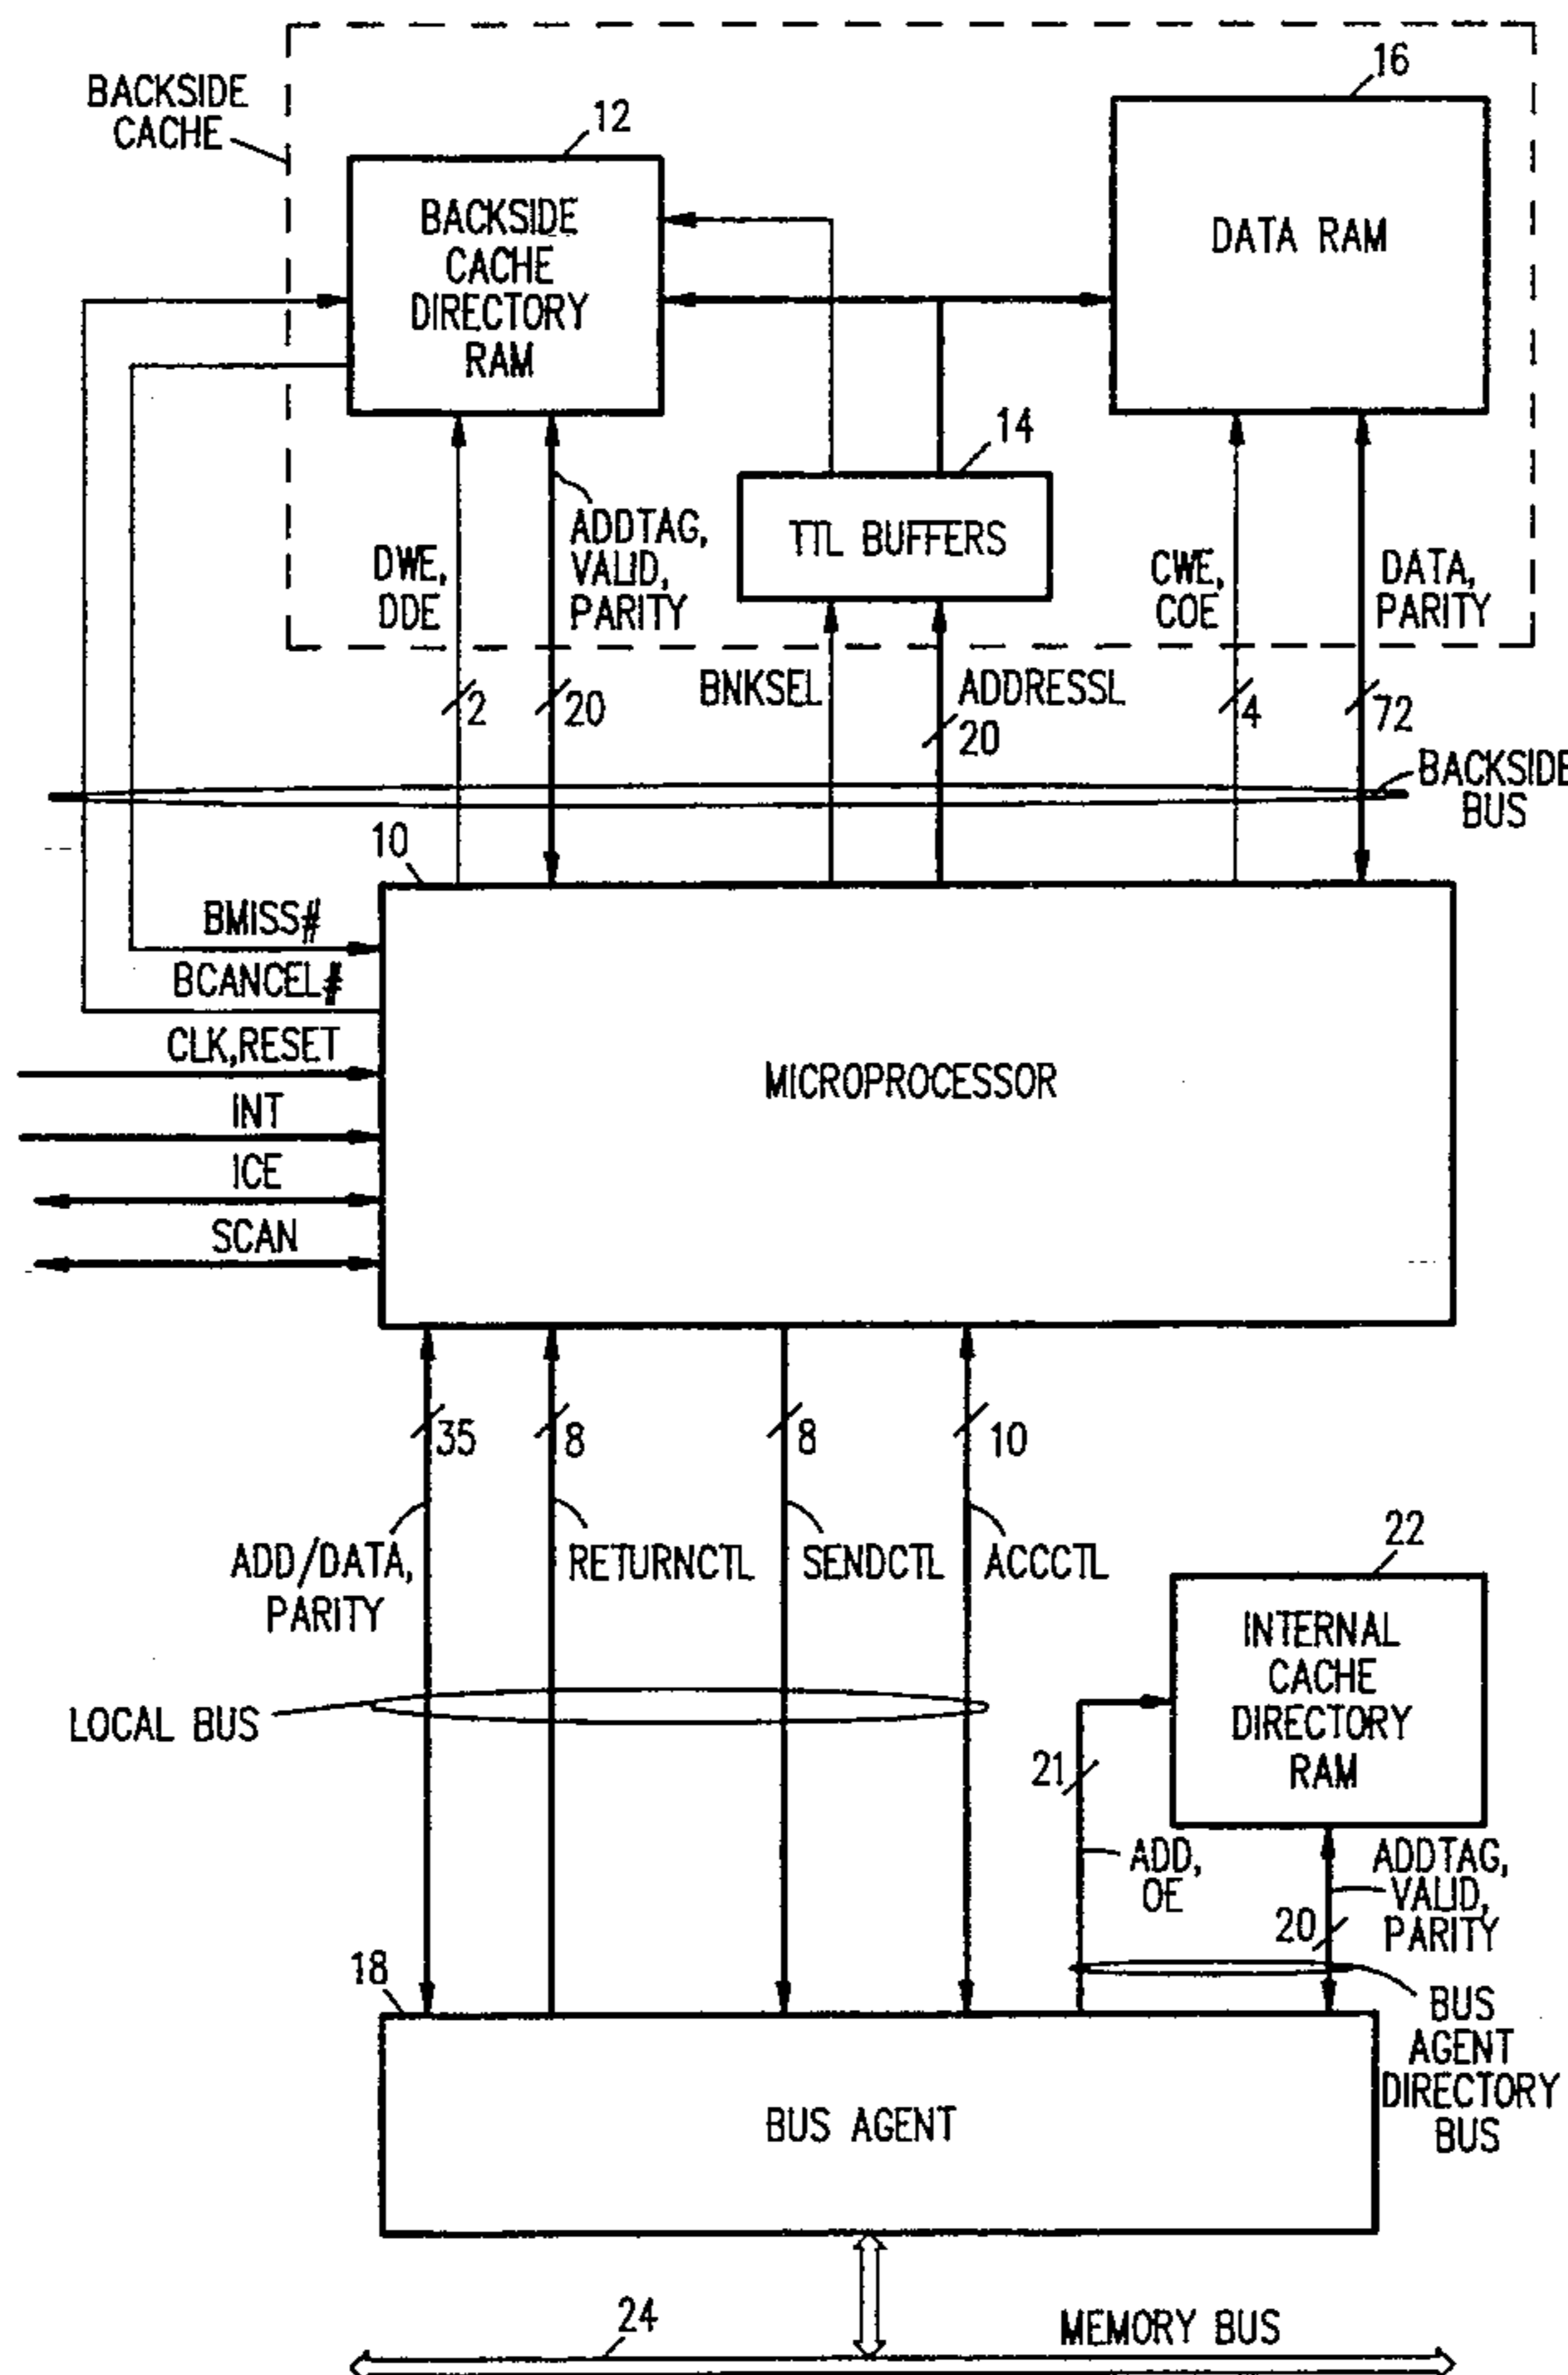 16
BACKSIDE
CACHE
12
BACKSIDE
CACHE
DIRECTORY
RAM
DATA RAM
14
TTL BUFFERS
DWE,
DDE
ADDTAG,
VALID,
PARITY
CWE,
COE
DATA,
PARITY
2
20
BNKSEL
ADDRESSL
20
4
72
BACKSIDE
BUS
10
BMISS#
BCANCEL#
CLK,RESET
INT
ICE
SCAN
MICROPROCESSOR
35
8
8
10
ADD/DATA,
PARITY
RETURNCTL
SENDCTL
ACCCTL
22
INTERNAL
CACHE
DIRECTORY
RAM
LOCAL BUS
21
ADD,
OE
ADDTAG,
VALID,
PARITY
20
18
BUS
AGENT
DIRECTORY
BUS
BUS AGENT
24
MEMORY BUS